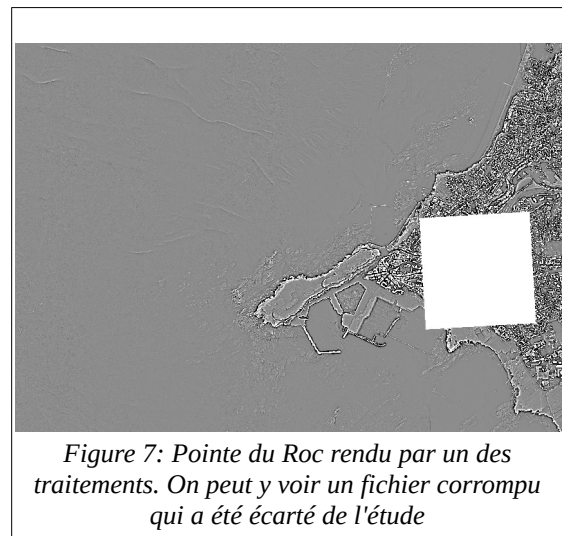 Figure 7: Pointe du Roc rendu par un des
traitements. On peut y voir un fichier corrompu
qui a été écarté de l'étude